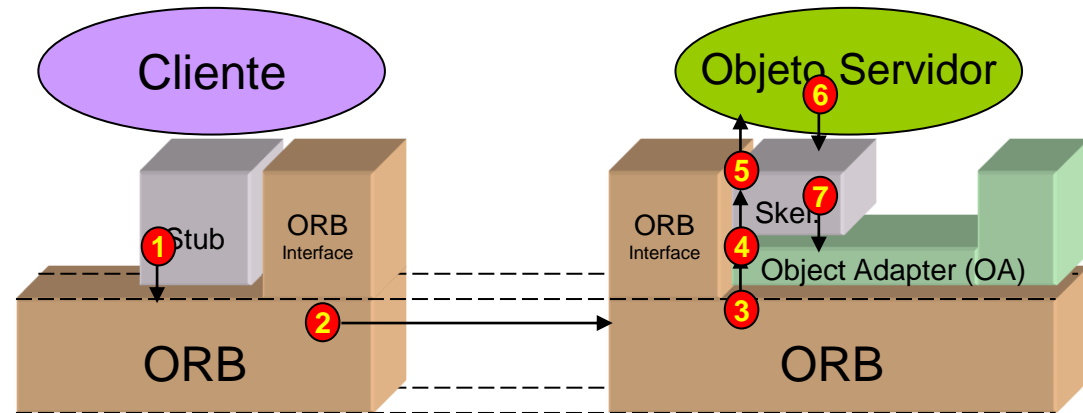 Cliente
Objeto Servidor
6
5
7
Stub
1
ORB
Interface
ORB
Interface
Skel.
4
Object Adapter (OA)
2
3
ORB
ORB